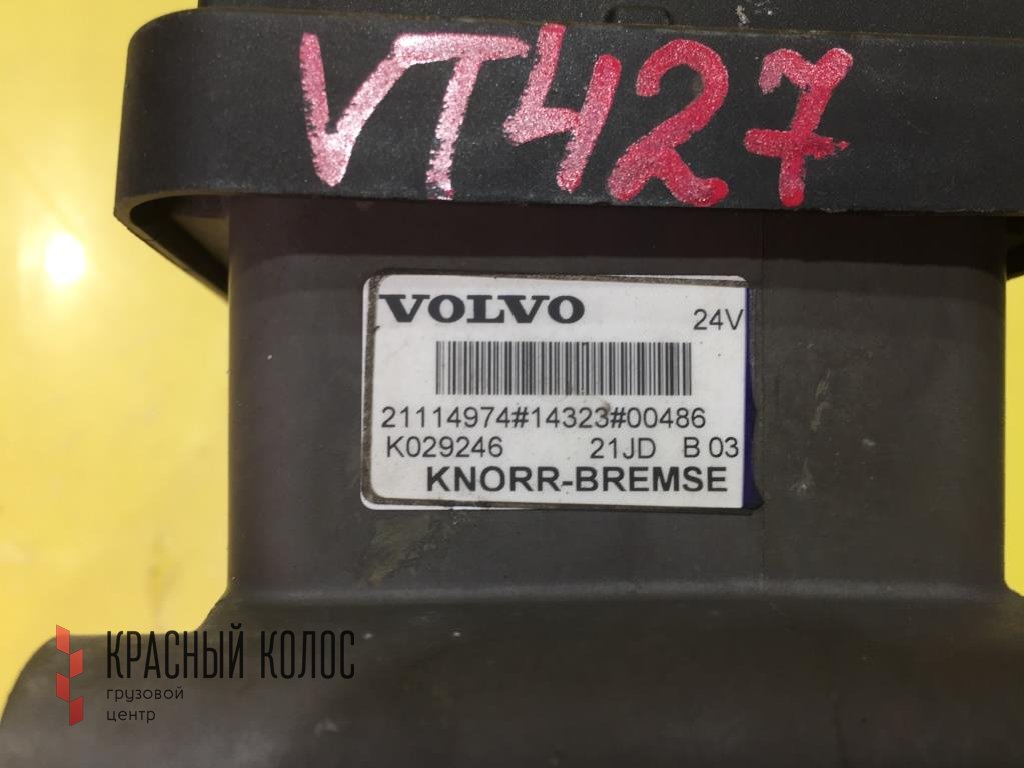 VT427
VOLVO
24V
21114974#14323#00486
K029246 21JD B 03
KNORR-BREMSE
КРАСНЫЙ КОЛОС
грузовой
центр